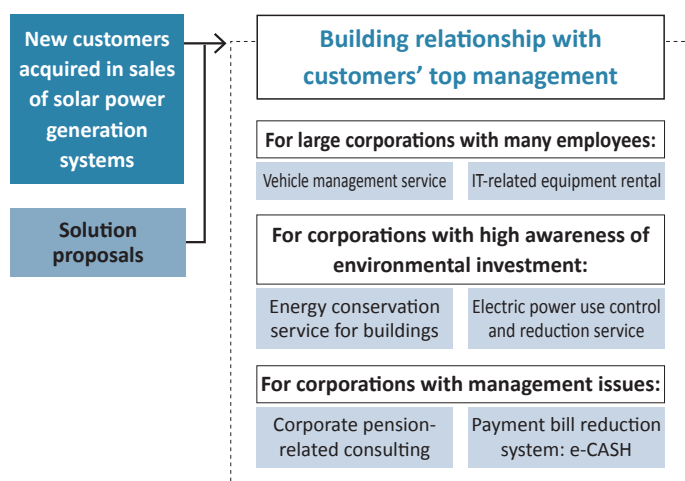 New customers
acquired in sales
of solar power
generation
systems
Solution
proposals
Building relationship with
customers’ top management
For large corporations with many employees:
Vehicle management service
IT-related equipment rental
For corporations with high awareness of
environmental investment:
Energy conservation
service for buildings
Electric power use control
and reduction service
For corporations with management issues:
Corporate pension-
related consulting
Payment bill reduction
system: e-CASH